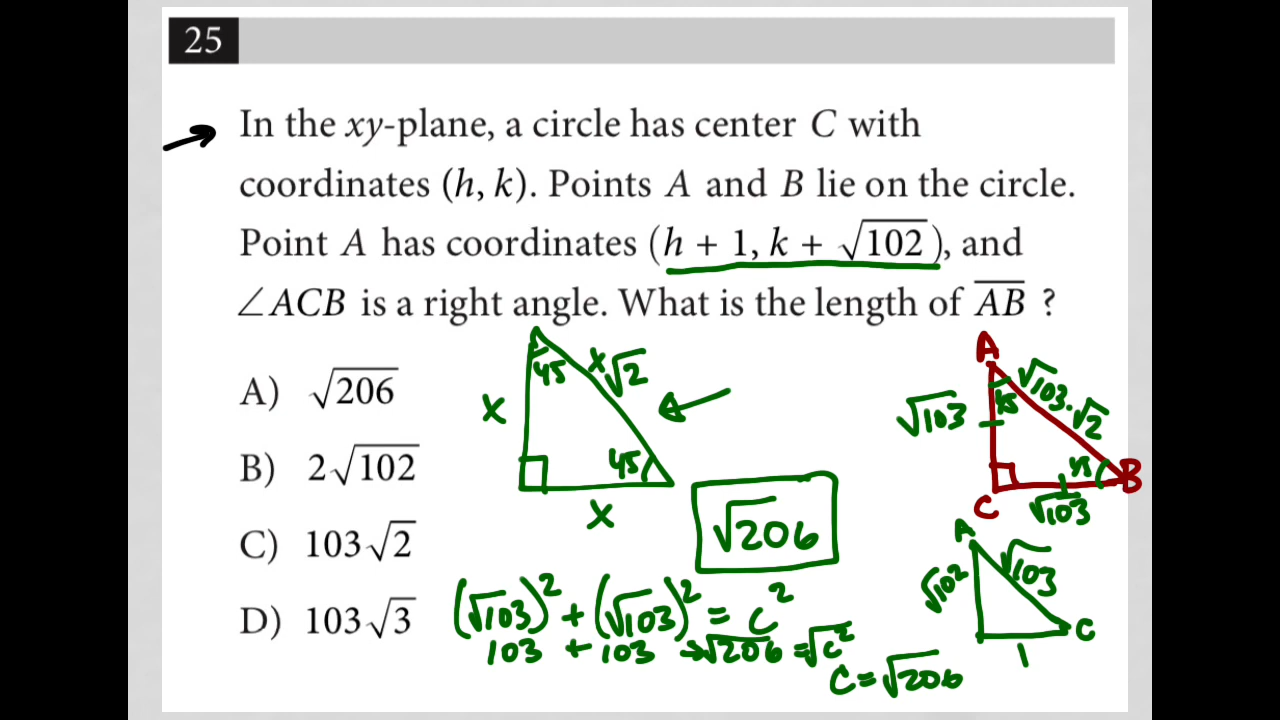 25
In the xy-plane, a circle has center C with
coordinates (h, k). Points A and B lie on the circle.
Point A has coordinates (h + 1, k + √102), and
∠ACB is a right angle. What is the length of AB ?
A) √206
B) 2√102
C) 103√2
D) 103√3
45
x√2
x
45
x
√206
A
√103
45
√103·√2
45
B
C
√103
A
√102
√103
C
1
(√103)² + (√103)² = c²
103 + 103 → √206 = √c²
c = √206